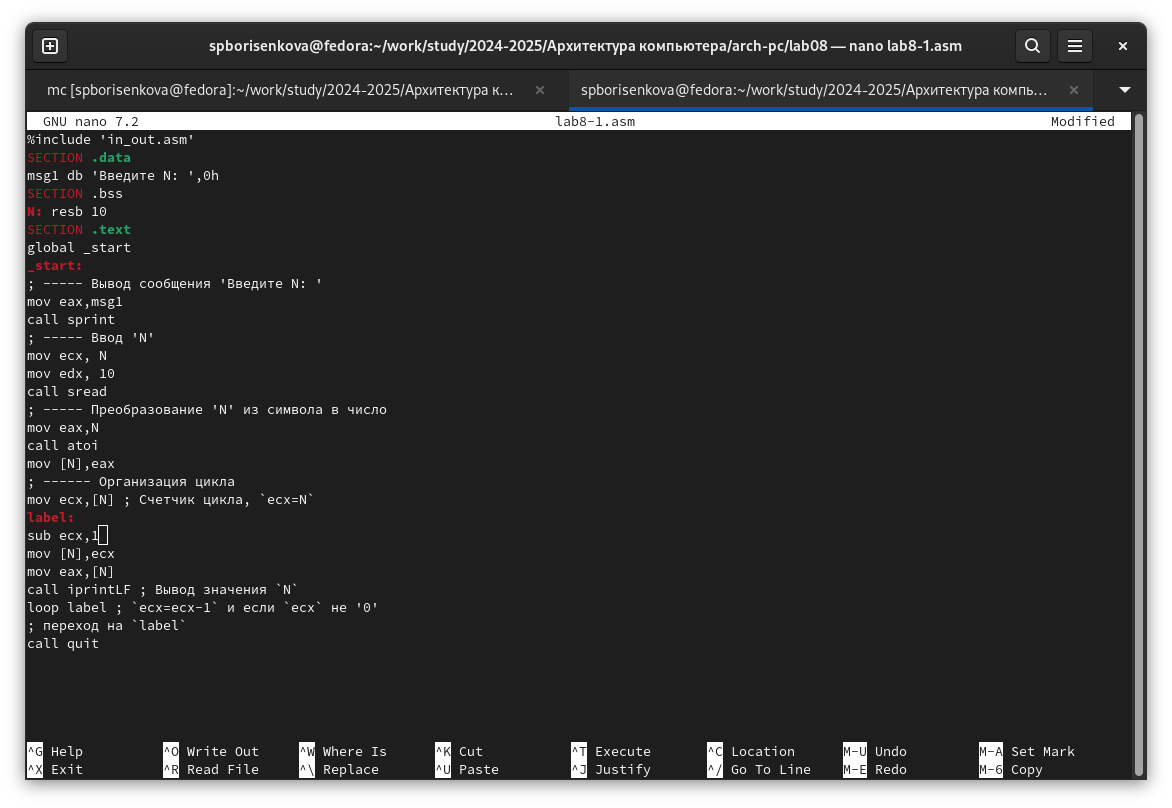 spborisenkova@fedora:~/work/study/2024-2025/Архитектура компьютера/arch-pc/lab08 — nano lab8-1.asm
mc [spborisenkova@fedora]:~/work/study/2024-2025/Архитектура к…
spborisenkova@fedora:~/work/study/2024-2025/Архитектура компь…
GNU nano 7.2 lab8-1.asm Modified
%include 'in_out.asm'
SECTION .data
msg1 db 'Введите N: ',0h
SECTION .bss
N: resb 10
SECTION .text
global _start
_start:
; ----- Вывод сообщения 'Введите N: '
mov eax,msg1
call sprint
; ----- Ввод 'N'
mov ecx, N
mov edx, 10
call sread
; ----- Преобразование 'N' из символа в число
mov eax,N
call atoi
mov [N],eax
; ------ Организация цикла
mov ecx,[N] ; Счетчик цикла, `ecx=N`
label:
sub ecx,1
mov [N],ecx
mov eax,[N]
call iprintLF ; Вывод значения `N`
loop label ; `ecx=ecx-1` и если `ecx` не '0'
; переход на `label`
call quit
^G Help ^O Write Out ^W Where Is ^K Cut ^T Execute ^C Location M-U Undo M-A Set Mark
^X Exit ^R Read File ^\ Replace ^U Paste ^J Justify ^/ Go To Line M-E Redo M-6 Copy